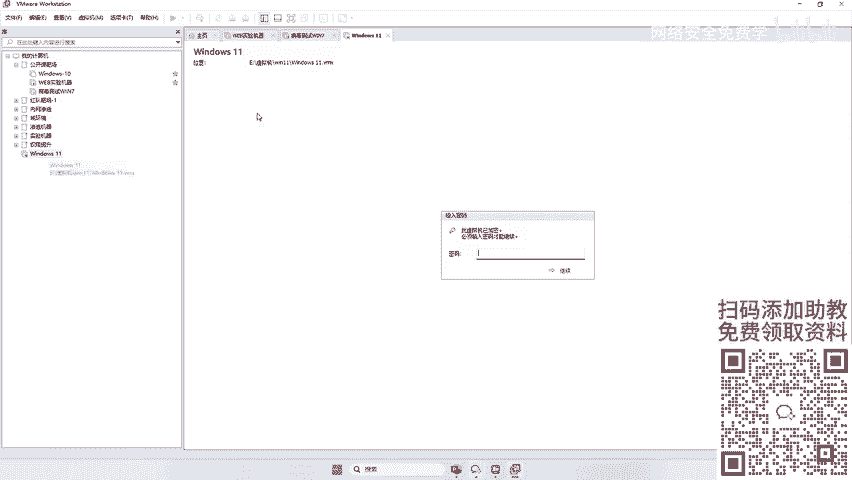 VMware Workstation
文件(F) 编辑(E) 查看(V) 虚拟机(M) 选项卡(T) 帮助(H)
库
在此处键入内容进行搜索
我的计算机
公开课靶场
Windows-10
WEB实验机器
病毒测试WIN7
红队靶场-1
内网渗透
域环境
渗透机器
实验机器
权限提升
Windows 11
Windows 11
E:\虚拟机\win11\Windows 11.vmx
主页
WEB实验机器
病毒测试WIN7
Windows 11
网络安全免费学
Windows 11
位置:
E:\虚拟机\win11\Windows 11.vmx
输入密码
此虚拟机已加密。
必须输入密码才能继续。
密码:
继续
扫码添加助教
免费领取资料
搜索